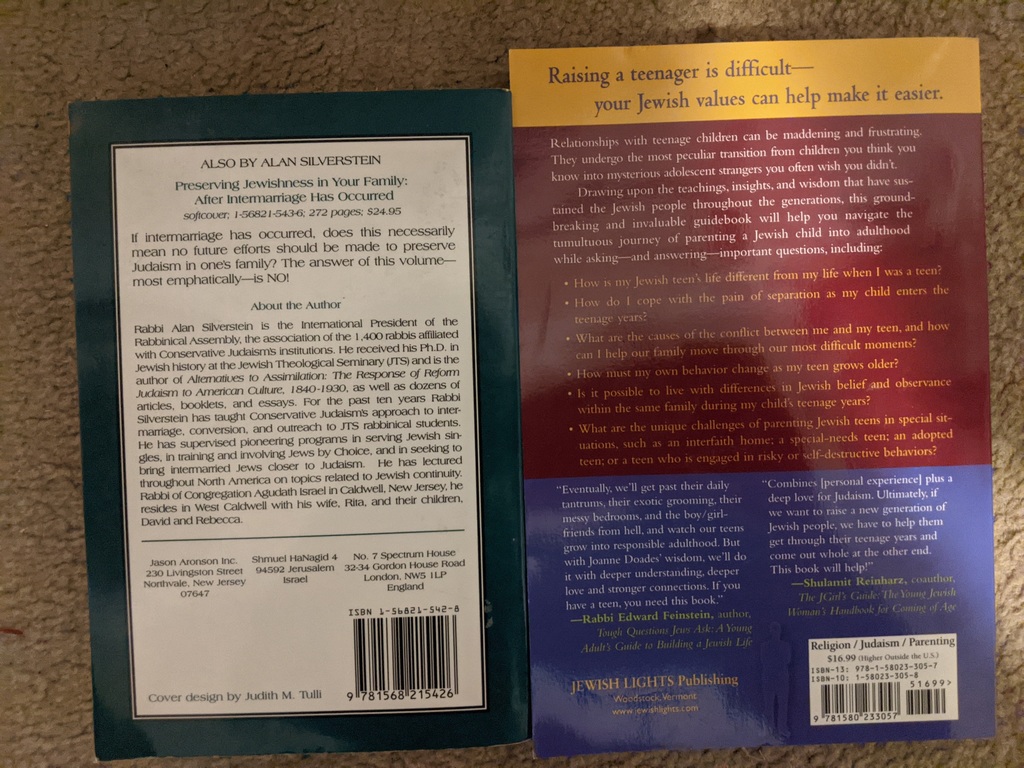 ALSO BY ALAN SILVERSTEIN
Preserving Jewishness in Your Family:
After Intermarriage Has Occurred
softcover; 1-56821-543-6; 272 pages; $24.95
If intermarriage has occurred, does this necessarily
mean no future efforts should be made to preserve
Judaism in one's family? The answer of this volume—
most emphatically—is NO!
About the Author
Rabbi Alan Silverstein is the International President of the
Rabbinical Assembly, the association of the 1,400 rabbis affiliated
with Conservative Judaism's institutions. He received his Ph.D. in
Jewish history at the Jewish Theological Seminary (JTS) and is the
author of Alternatives to Assimilation: The Response of Reform
Judaism to American Culture, 1840-1930, as well as dozens of
articles, booklets, and essays. For the past ten years Rabbi
Silverstein has taught Conservative Judaism's approach to inter-
marriage, conversion, and outreach to JTS rabbinical students.
He has supervised pioneering programs in serving Jewish sin-
gles, in training and involving Jews by Choice, and in seeking to
bring intermarried Jews closer to Judaism. He has lectured
throughout North America on topics related to Jewish continuity.
Rabbi of Congregation Agudath Israel in Caldwell, New Jersey, he
resides in West Caldwell with his wife, Rita, and their children,
David and Rebecca.
Jason Aronson Inc.
230 Livingston Street
Northvale, New Jersey
07647
Shmuel HaNagid 4
94592 Jerusalem
Israel
No. 7 Spectrum House
32-34 Gordon House Road
London, NW5 1LP
England
ISBN 1-56821-542-8
9 781568 215426
Cover design by Judith M. Tulli
Raising a teenager is difficult—
your Jewish values can help make it easier.
Relationships with teenage children can be maddening and frustrating.
They undergo the most peculiar transition from children you think you
know into mysterious adolescent strangers you often wish you didn't.
Drawing upon the teachings, insights, and wisdom that have sus-
tained the Jewish people throughout the generations, this ground-
breaking and invaluable guidebook will help you navigate the
tumultuous journey of parenting a Jewish child into adulthood
while asking—and answering—important questions, including:
• How is my Jewish teen's life different from my life when I was a teen?
• How do I cope with the pain of separation as my child enters the
teenage years?
• What are the causes of the conflict between me and my teen, and how
can I help our family move through our most difficult moments?
• How must my own behavior change as my teen grows older?
• Is it possible to live with differences in Jewish belief and observance
within the same family during my child's teenage years?
• What are the unique challenges of parenting Jewish teens in special sit-
uations, such as an interfaith home; a special-needs teen; an adopted
teen; or a teen who is engaged in risky or self-destructive behaviors?
"Eventually, we'll get past their daily
tantrums, their exotic grooming, their
messy bedrooms, and the boy/girl-
friends from hell, and watch our teens
grow into responsible adulthood. But
with Joanne Doades' wisdom, we'll do
it with deeper understanding, deeper
love and stronger connections. If you
have a teen, you need this book."
—Rabbi Edward Feinstein, author,
Tough Questions Jews Ask: A Young
Adult's Guide to Building a Jewish Life
"Combines [personal experience] plus a
deep love for Judaism. Ultimately, if
we want to raise a new generation of
Jewish people, we have to help them
get through their teenage years and
come out whole at the other end.
This book will help!"
—Shulamit Reinharz, coauthor,
The JGirl's Guide: The Young Jewish
Woman's Handbook for Coming of Age
JEWISH LIGHTS Publishing
Woodstock, Vermont
www.jewishlights.com
Religion / Judaism / Parenting
$16.99 (Higher Outside the U.S.)
ISBN-13: 978-1-58023-305-7
ISBN-10: 1-58023-305-8
51699>
9 781580 233057